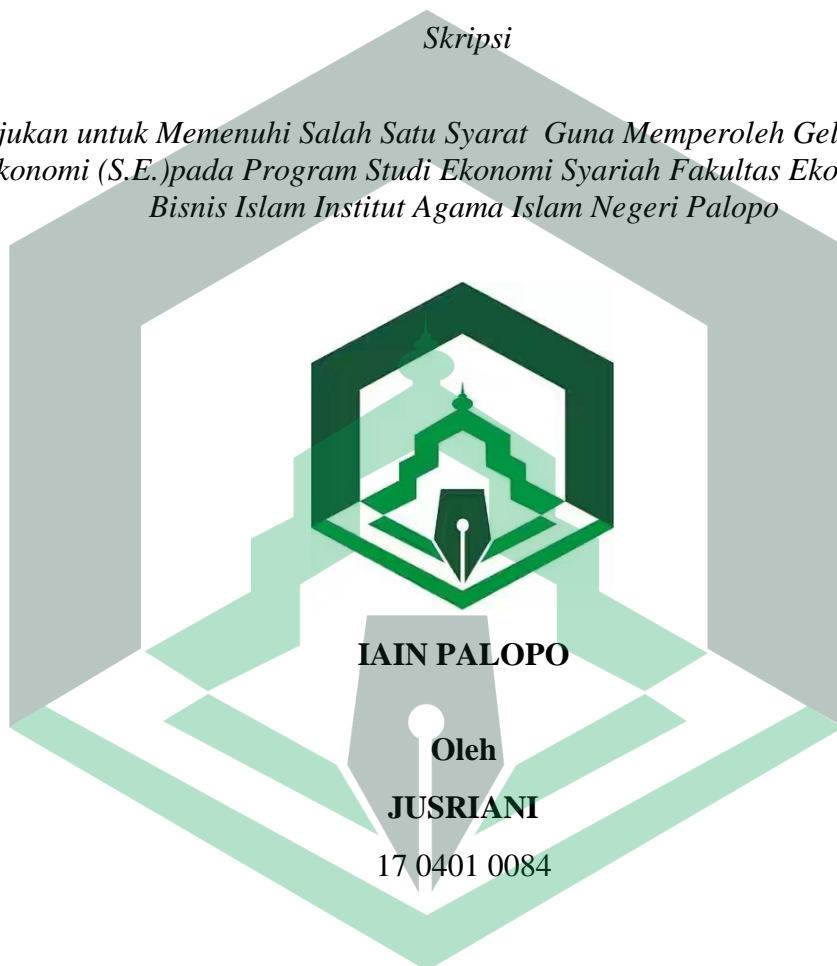 Skripsi
jukan untuk Memenuhi Salah Satu Syarat Guna Memperoleh Gel
konomi (S.E.)pada Program Studi Ekonomi Syariah Fakultas Eko
Bisnis Islam Institut Agama Islam Negeri Palopo
IAIN PALOPO
Oleh
JUSRIANI
17 0401 0084